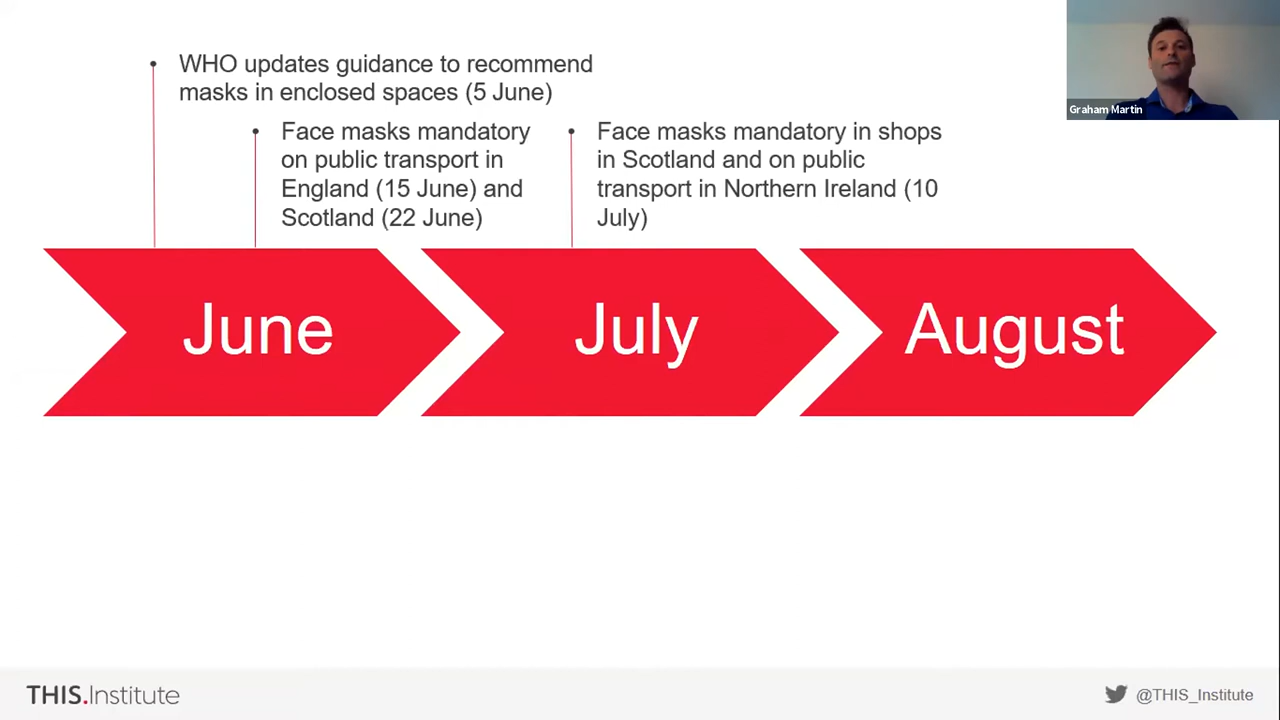 WHO updates guidance to recommend
masks in enclosed spaces (5 June)
Face masks mandatory
on public transport in
England (15 June) and
Scotland (22 June)
Face masks mandatory in shops
in Scotland and on public
transport in Northern Ireland (10
July)
Graham Martin
June
July
August
THIS.Institute
@THIS_Institute